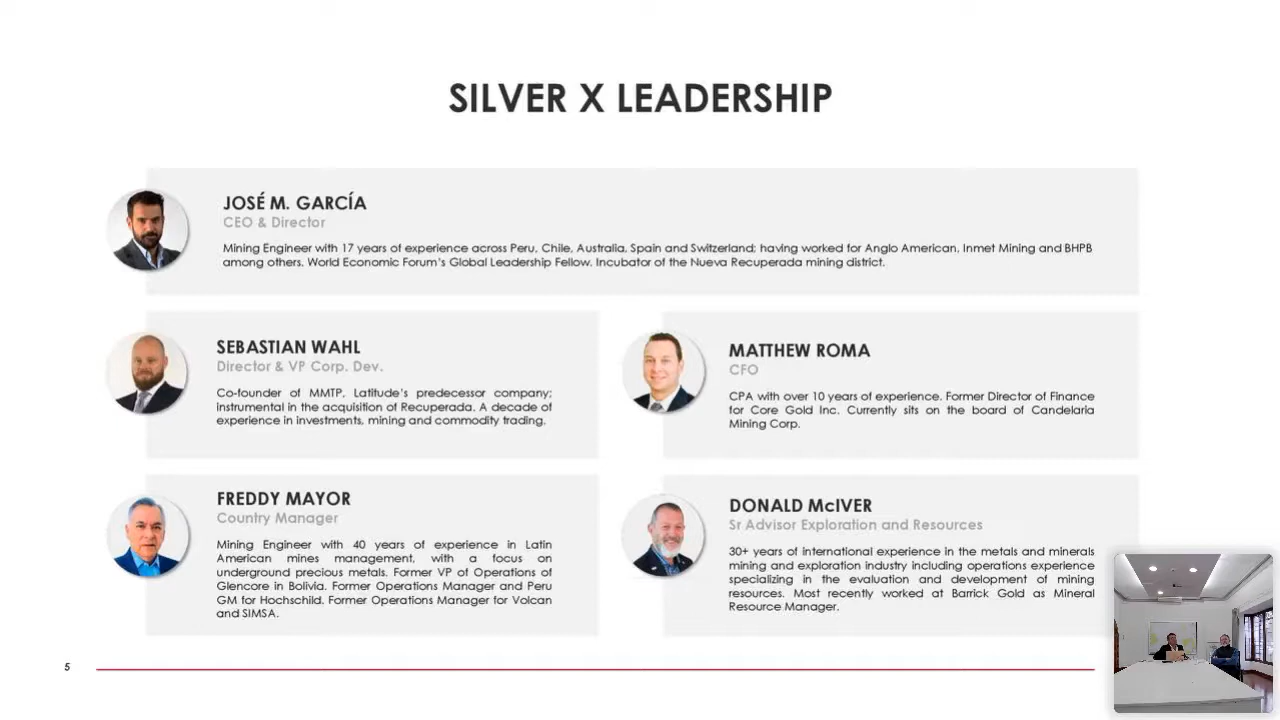 SILVER X LEADERSHIP
JOSÉ M. GARCÍA
CEO & Director
Mining Engineer with 17 years of experience across Peru, Chile, Australia, Spain and Switzerland; having worked for Anglo American, Inmet Mining and BHPB
among others. World Economic Forum's Global Leadership Fellow. Incubator of the Nueva Recuperada mining district.
SEBASTIAN WAHL
Director & VP Corp. Dev.
Co-founder of MMTP, Latitude's predecessor company;
instrumental in the acquisition of Recuperada. A decade of
experience in investments, mining and commodity trading.
MATTHEW ROMA
CFO
CPA with over 10 years of experience. Former Director of Finance
for Core Gold Inc. Currently sits on the board of Candelaria
Mining Corp.
FREDDY MAYOR
Country Manager
Mining Engineer with 40 years of experience in Latin
American mines management, with a focus on
underground precious metals. Former VP of Operations of
Glencore in Bolivia. Former Operations Manager and Peru
GM for Hochschild. Former Operations Manager for Volcan
and SIMSA.
DONALD McIVER
Sr Advisor Exploration and Resources
30+ years of international experience in the metals and minerals
mining and exploration industry including operations experience
specializing in the evaluation and development of mining
resources. Most recently worked at Barrick Gold as Mineral
Resource Manager.
5